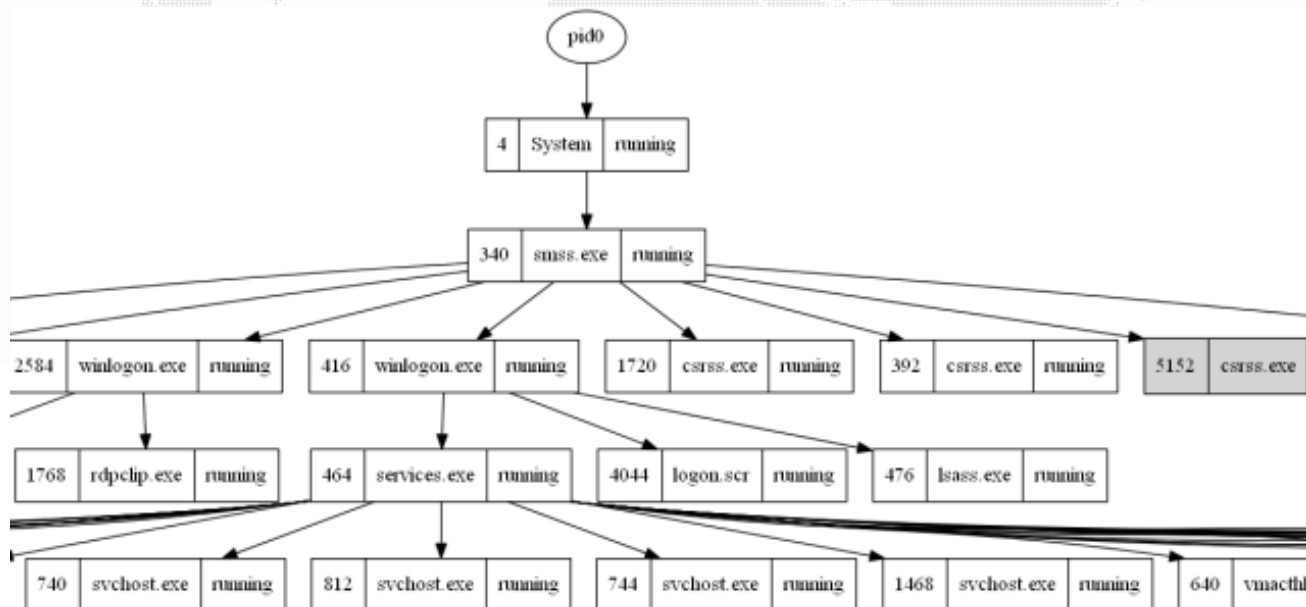 pid0
4 System running
340 smss.exe running
2584 winlogon.exe running 416 winlogon.exe running 1720 csrss.exe running 392 csrss.exe running 5152 csrss.exe
1768 rdpclip.exe running 464 services.exe running 4044 logon.scr running 476 lsass.exe running
740 svchost.exe running 812 svchost.exe running 744 svchost.exe running 1468 svchost.exe running 640